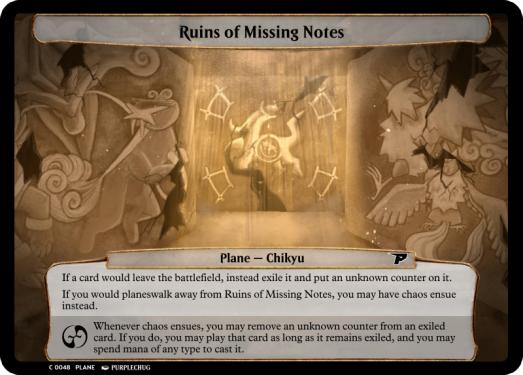 Ruins of Missing Notes
Plane — Chikyu
If a card would leave the battlefield, instead exile it and put an unknown counter on it.
If you would planeswalk away from Ruins of Missing Notes, you may have chaos ensue
instead.
Whenever chaos ensues, you may remove an unknown counter from an exiled
card. If you do, you may play that card as long as it remains exiled, and you may
spend mana of any type to cast it.
C 0048 PLANE PURPLECHUG